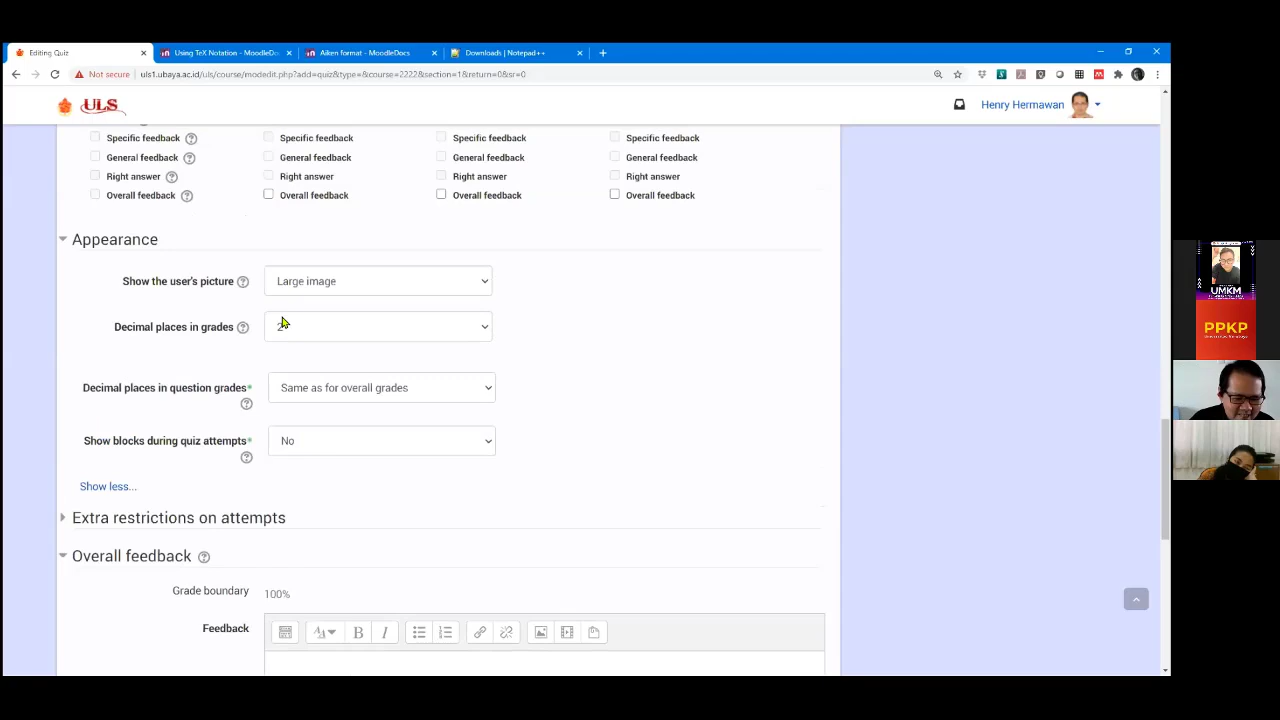 Editing Quiz
Using TeX Notation - MoodleDo
Aiken format - MoodleDocs
Downloads | Notepad++
Not secure
uls1.ubaya.ac.id/uls/course/modedit.php?add=quiz&type=&course=2222&section=1&return=0&sr=0
ULS
Henry Hermawan
Specific feedback
Specific feedback
Specific feedback
Specific feedback
General feedback
General feedback
General feedback
General feedback
Right answer
Right answer
Right answer
Right answer
Overall feedback
Overall feedback
Overall feedback
Overall feedback
Appearance
Show the user's picture
Large image
Decimal places in grades
2
Decimal places in question grades*
Same as for overall grades
Show blocks during quiz attempts*
No
Show less...
Extra restrictions on attempts
Overall feedback
Grade boundary
100%
Feedback
B
I
UMKM
PPKP